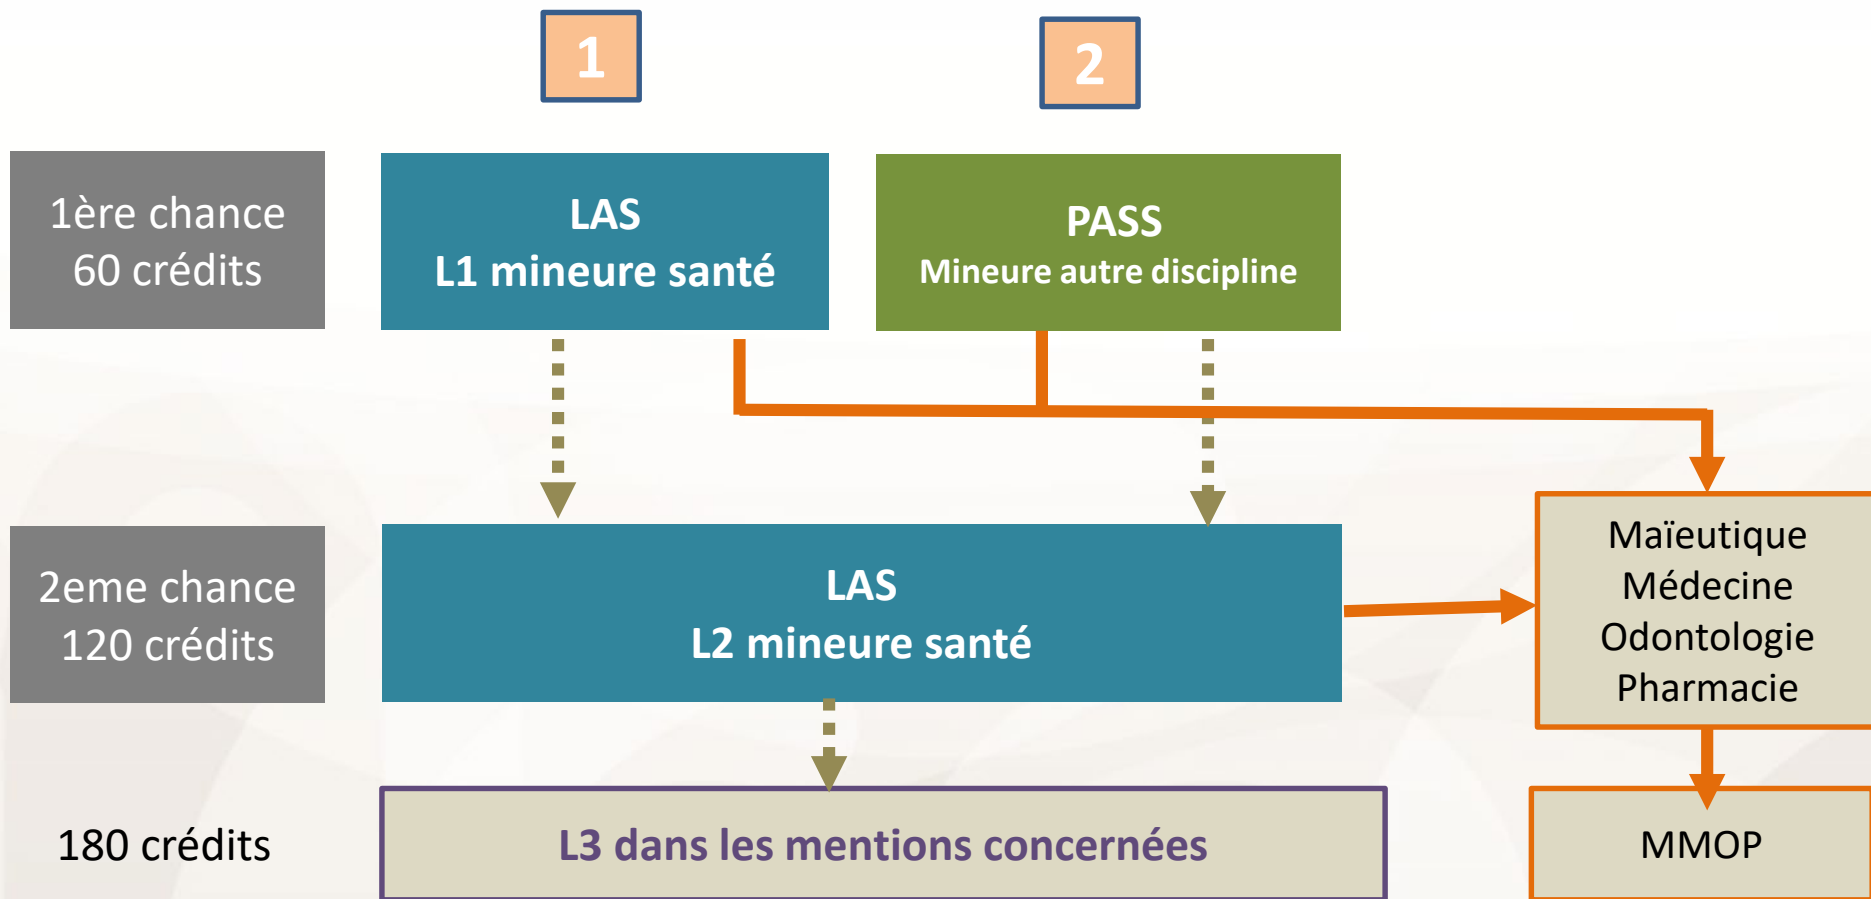 1
2
1ère chance
60 crédits
LAS
L1 mineure santé
PASS
Mineure autre discipline
2eme chance
120 crédits
LAS
L2 mineure santé
Maïeutique
Médecine
Odontologie
Pharmacie
180 crédits
L3 dans les mentions concernées
MMOP